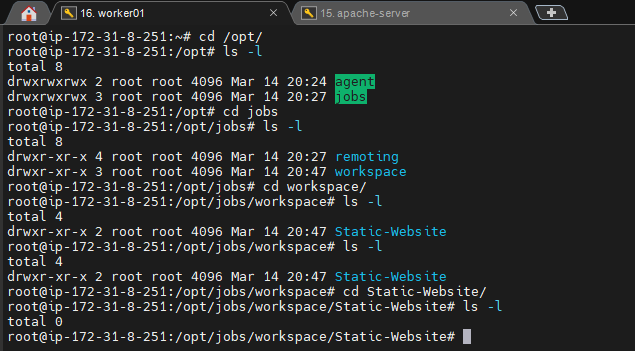 16. worker01
15. apache-server
root@ip-172-31-8-251:~# cd /opt/
root@ip-172-31-8-251:/opt# ls -l
total 8
drwxrwxrwx 2 root root 4096 Mar 14 20:24 agent
drwxrwxrwx 3 root root 4096 Mar 14 20:27 jobs
root@ip-172-31-8-251:/opt# cd jobs
root@ip-172-31-8-251:/opt/jobs# ls -l
total 8
drwxr-xr-x 4 root root 4096 Mar 14 20:27 remoting
drwxr-xr-x 3 root root 4096 Mar 14 20:47 workspace
root@ip-172-31-8-251:/opt/jobs# cd workspace/
root@ip-172-31-8-251:/opt/jobs/workspace# ls -l
total 4
drwxr-xr-x 2 root root 4096 Mar 14 20:47 Static-Website
root@ip-172-31-8-251:/opt/jobs/workspace# ls -l
total 4
drwxr-xr-x 2 root root 4096 Mar 14 20:47 Static-Website
root@ip-172-31-8-251:/opt/jobs/workspace# cd Static-Website/
root@ip-172-31-8-251:/opt/jobs/workspace/Static-Website# ls -l
total 0
root@ip-172-31-8-251:/opt/jobs/workspace/Static-Website#